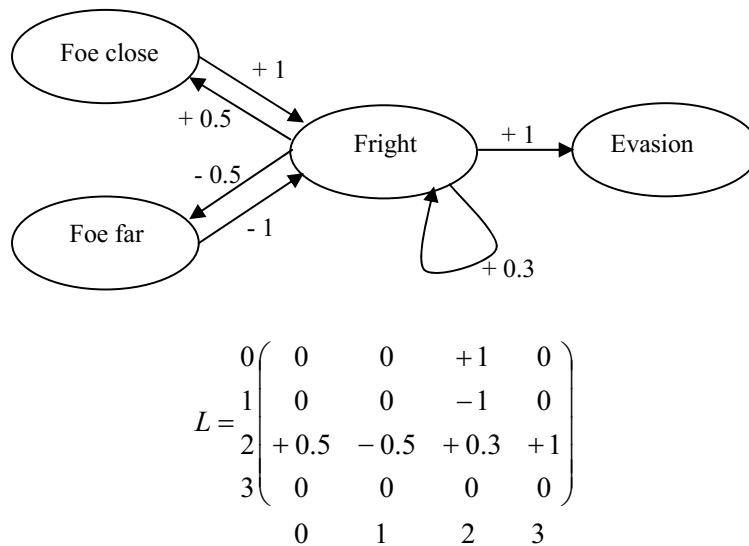 Foe close
+ 1
+ 0.5
Fright
+ 1
Evasion
- 0.5
- 1
Foe far
+ 0.3
0 0 0 +1 0
1 0 0 −1 0
L =
2 + 0.5 − 0.5 + 0.3 +1
3 0 0 0 0
0 1 2 3